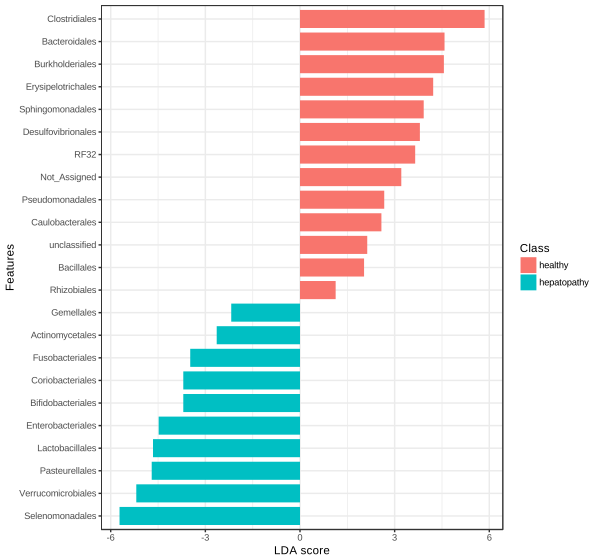 Clostridiales
Bacteroidales
Burkholderiales
Erysipelotrichales
Sphingomonadales
Desulfovibrionales
RF32
Not_Assigned
Pseudomonadales
Caulobacterales
unclassified
Bacillales
Rhizobiales
Gemellales
Actinomycetales
Fusobacteriales
Coriobacteriales
Bifidobacteriales
Enterobacteriales
Lactobacillales
Pasteurellales
Verrucomicrobiales
Selenomonadales
Features
-6 -3 0 3 6
LDA score
Class
healthy
hepatopathy